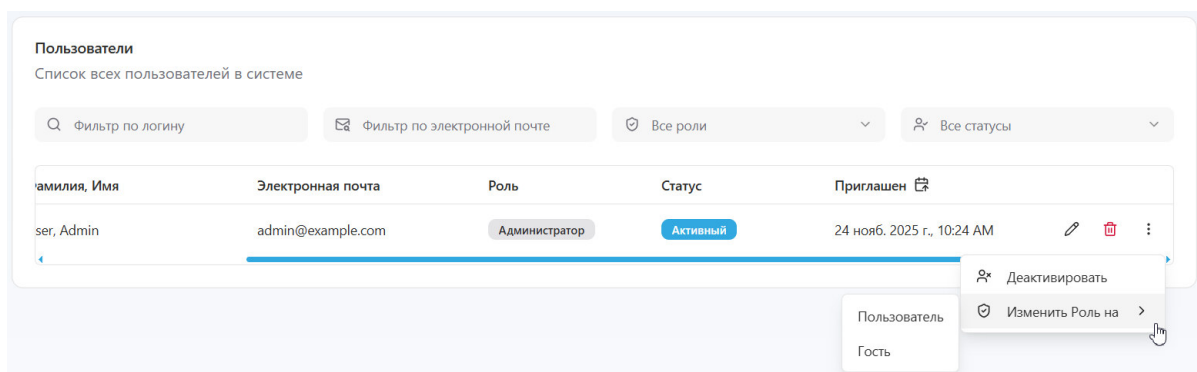 Пользователи
Список всех пользователей в системе
Фильтр по логину Фильтр по электронной почте Все роли Все статусы
амилия, Имя Электронная почта Роль Статус Приглашен
ser, Admin admin@example.com Администратор Активный 24 нояб. 2025 г., 10:24 AM
Деактивировать
Пользователь Изменить Роль на
Гость